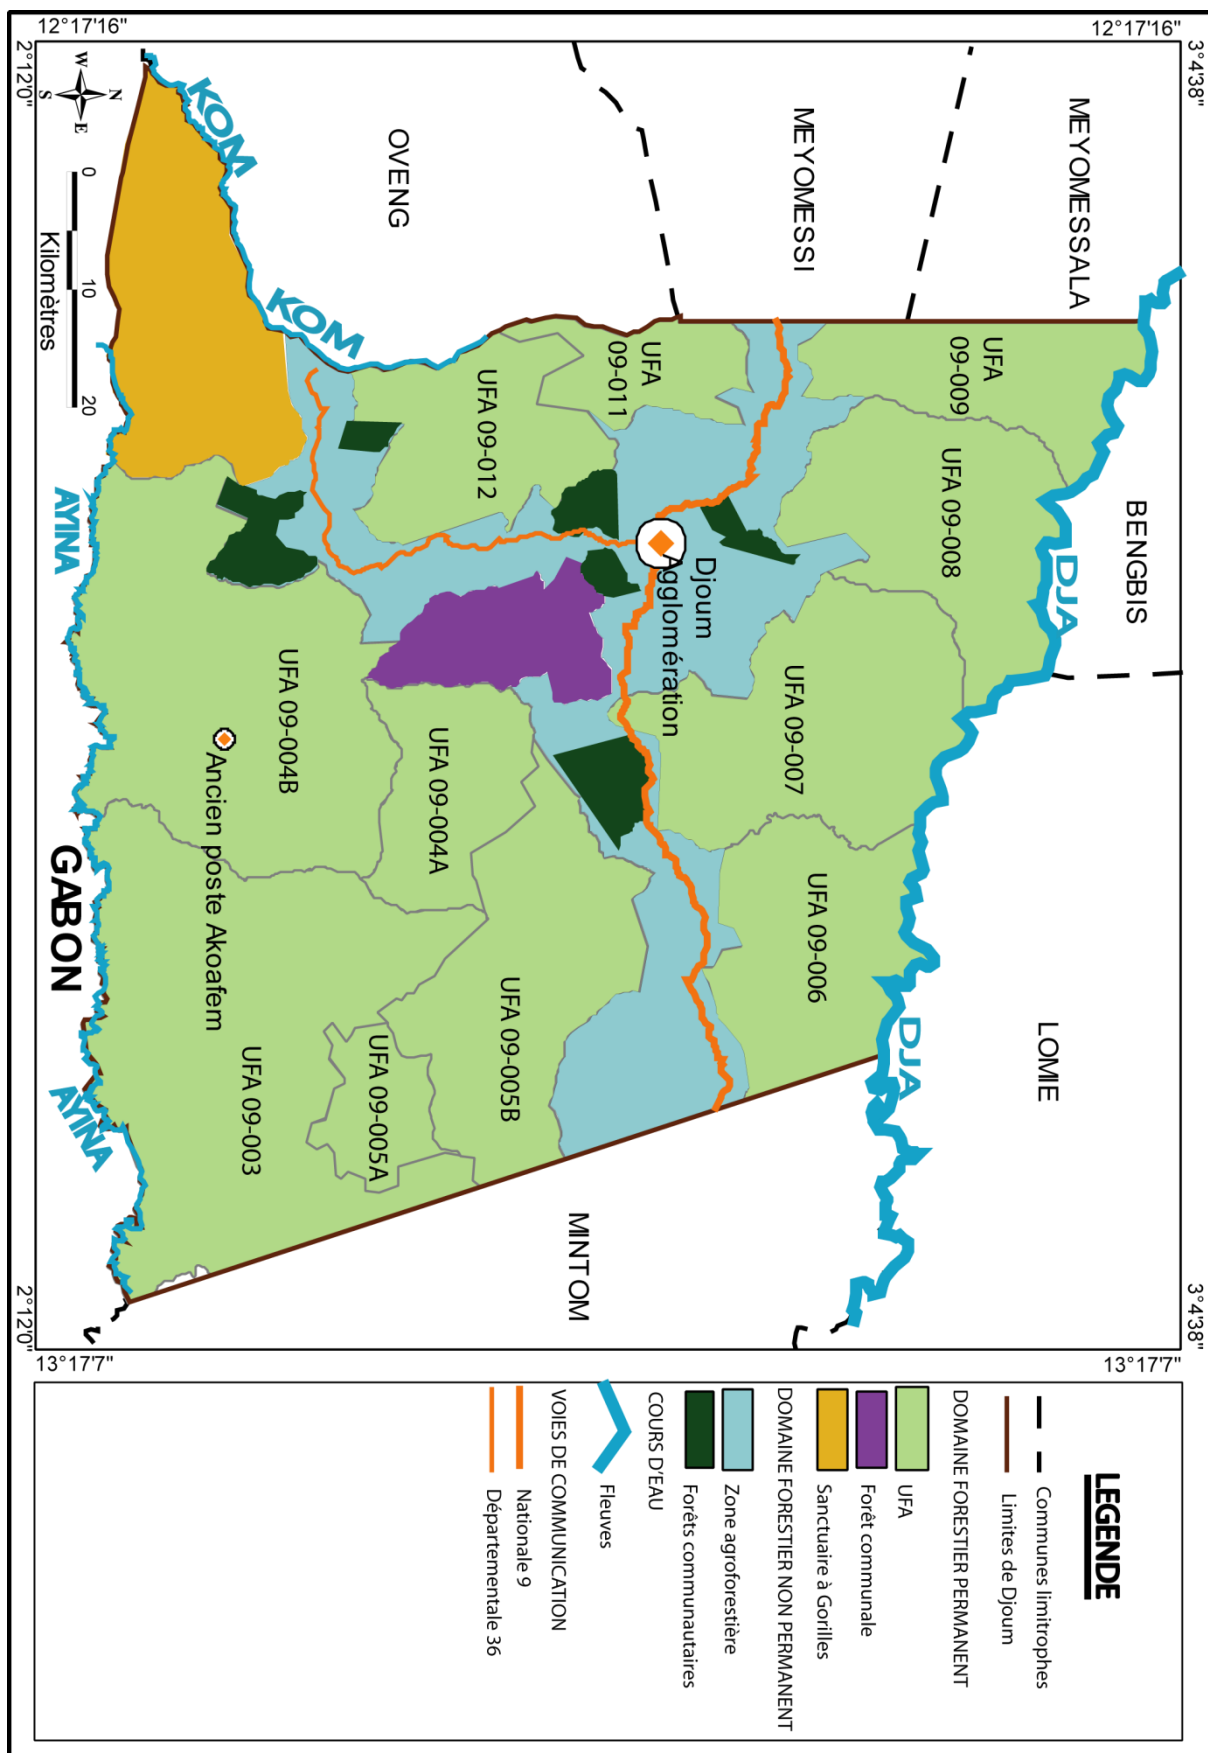 12°17'16"
12°17'16"
3°4'38"
2°12'0"
MEYOMESSALA
MEYOMESSI
OVENG
BENGBIS
LOMIE
MINTOM
GABON
KOM
KOM
DJA
DJA
AYINA
AYINA
UFA
09-009
UFA 09-008
UFA
09-011
UFA 09-012
UFA 09-007
UFA 09-006
Djoum
Agglomération
UFA 09-004B
UFA 09-004A
UFA 09-005B
UFA 09-005A
UFA 09-003
Ancien poste Akoafem
N
W
E
S
0
10
20
Kilomètres
3°4'38"
2°12'0"
13°17'7"
13°17'7"
LEGENDE
Communes limitrophes
Limites de Djoum
DOMAINE FORESTIER PERMANENT
UFA
Forêt communale
Sanctuaire à Gorilles
DOMAINE FORESTIER NON PERMANENT
Zone agroforestière
Forêts communautaires
COURS D'EAU
Fleuves
VOIES DE COMMUNICATION
Nationale 9
Départementale 36